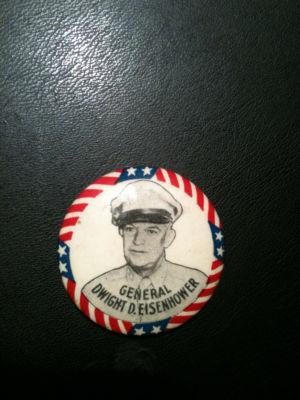 GENERAL
DWIGHT D. EISENHOWER